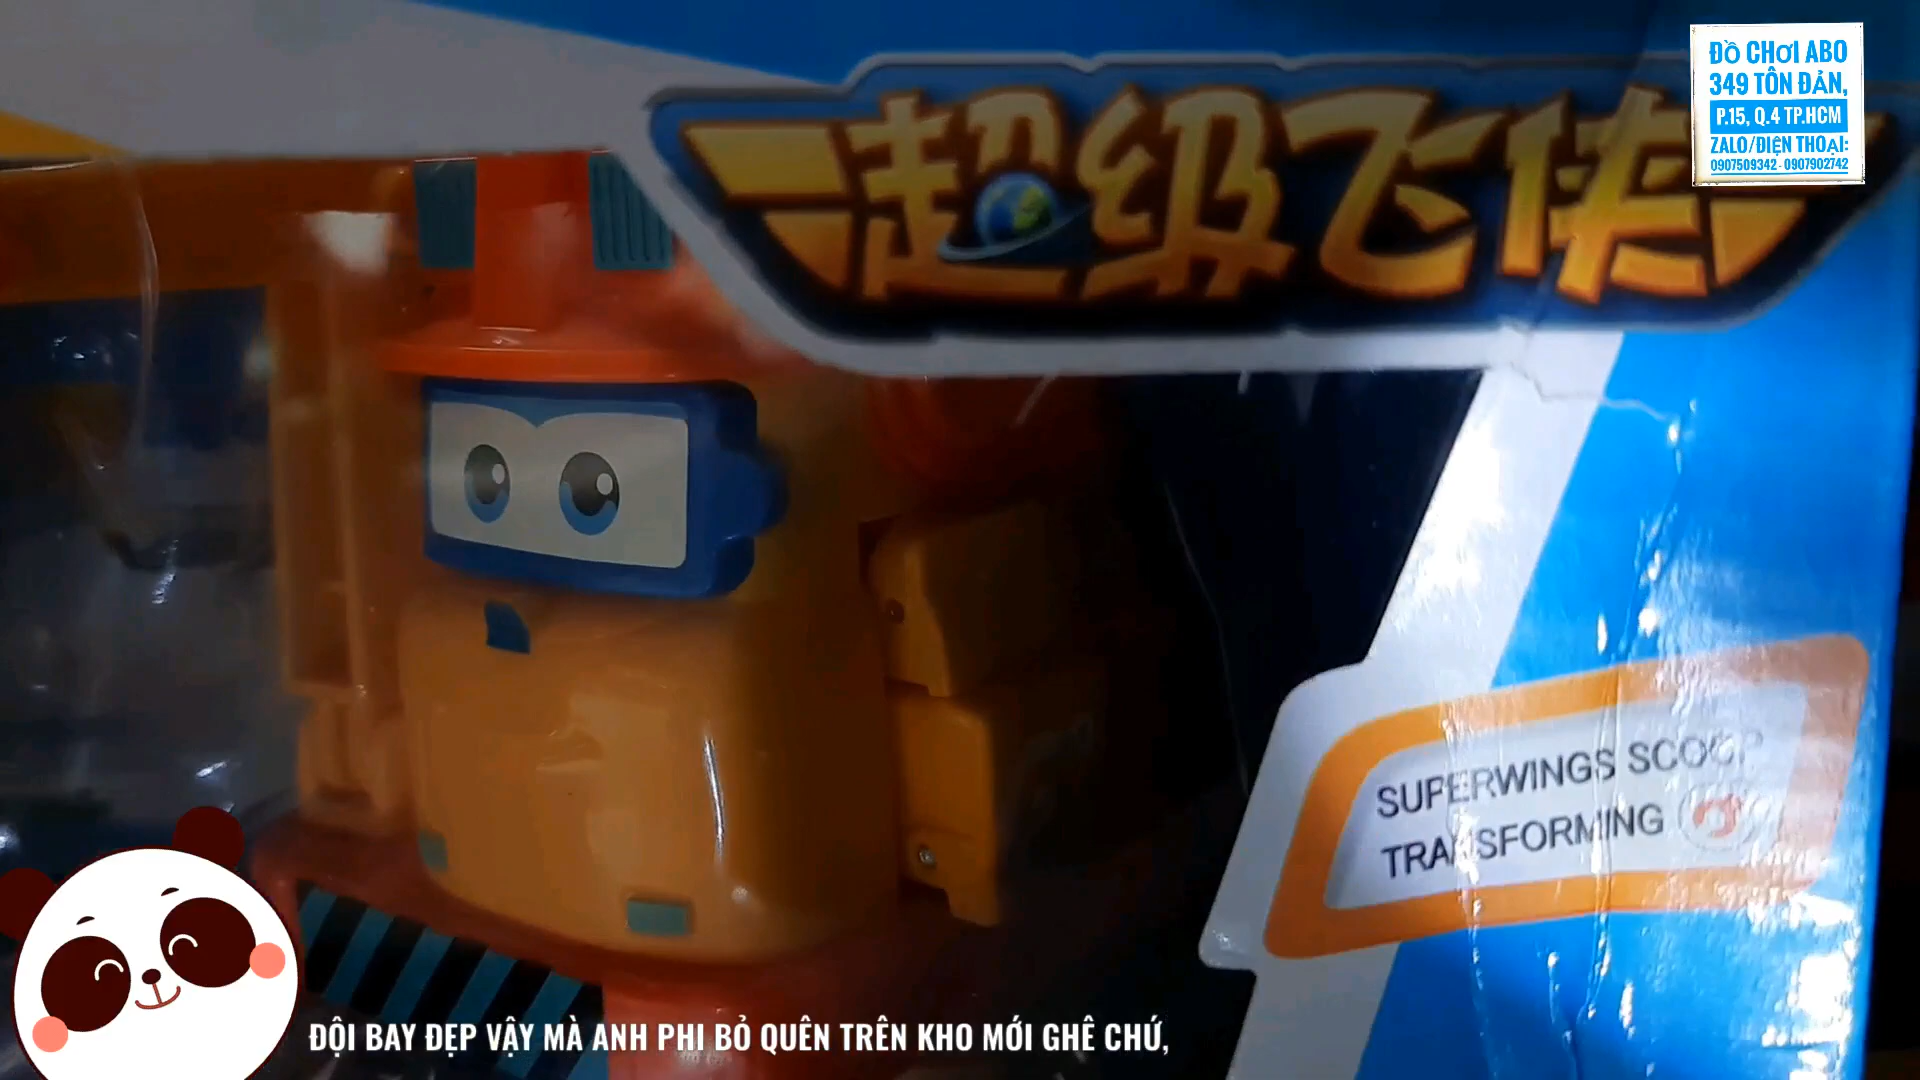 ĐỒ CHƠI ABO
349 TÔN ĐẢN,
P.15, Q.4 TP.HCM
ZALO/ĐIỆN THOẠI:
0907509342 - 0907902742
超级飞侠
SUPERWINGS SCOOP
TRANSFORMING
ĐỘI BAY ĐẸP VẬY MÀ ANH PHI BỎ QUÊN TRÊN KHO MỚI GHÊ CHỨ,